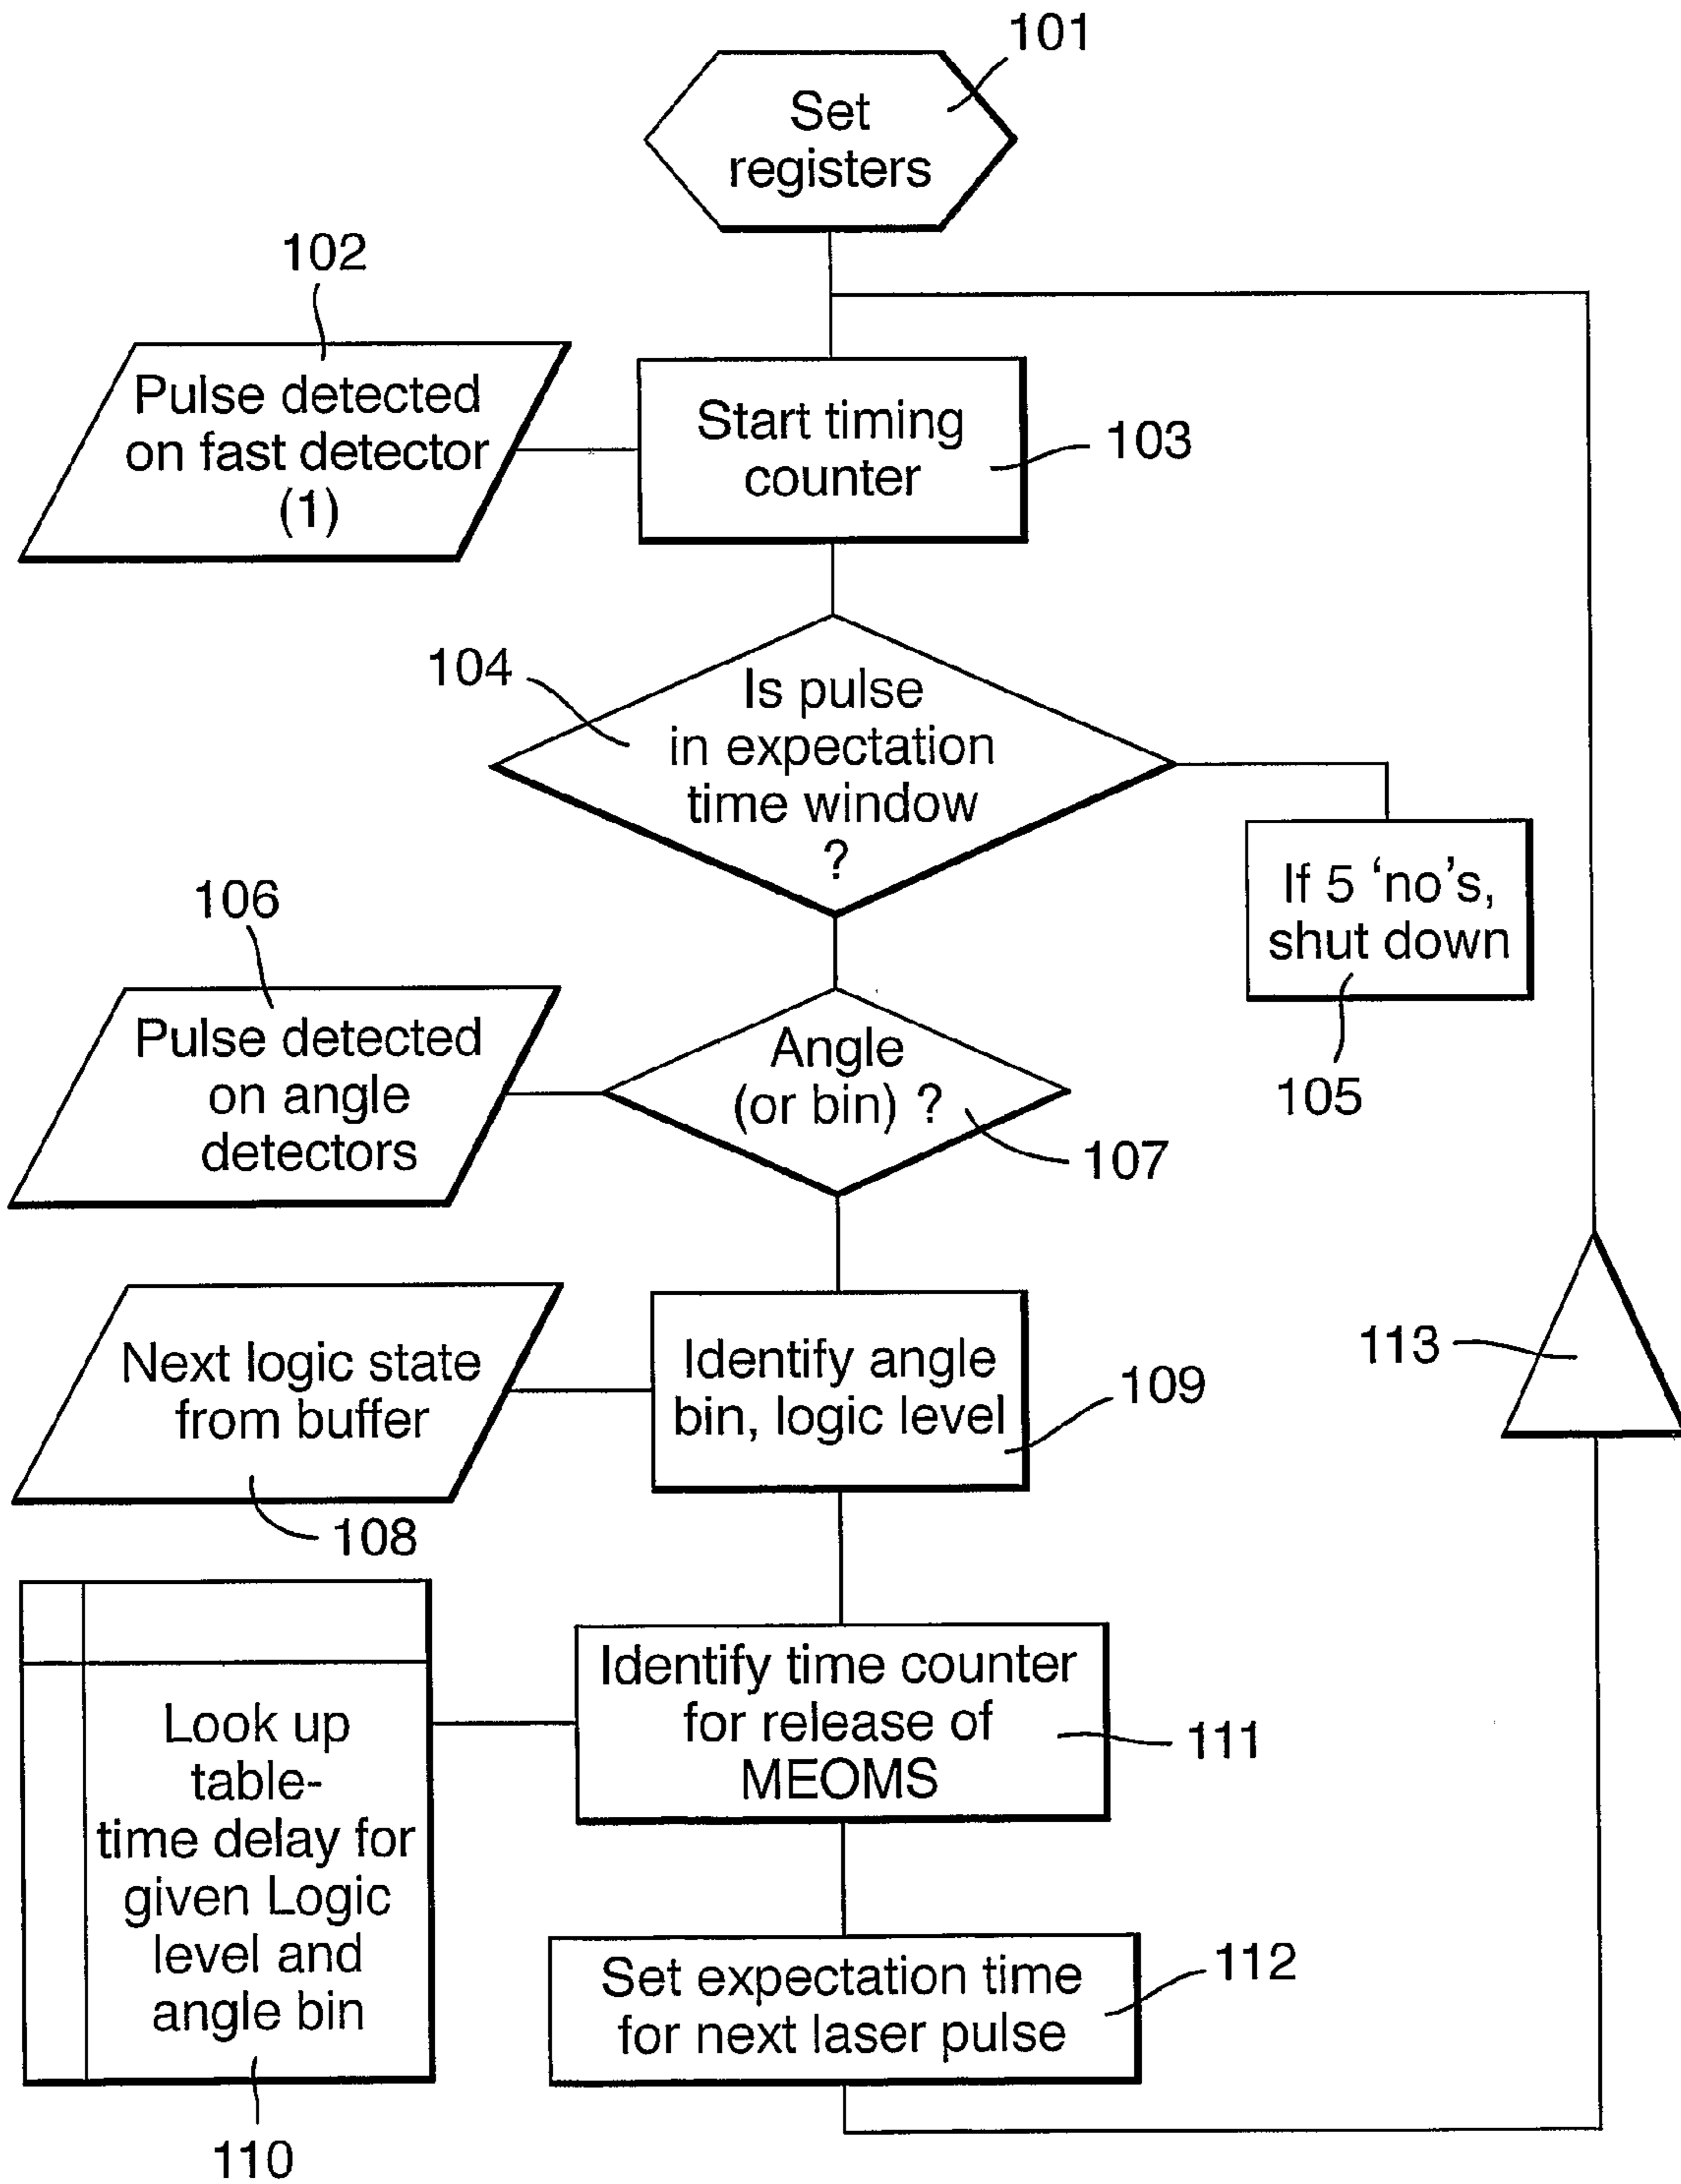 101
Set
registers
102
Pulse detected
on fast detector
(1)
Start timing
counter
103
104
Is pulse
in expectation
time window
?
If 5 ‘no’s,
shut down
105
106
Pulse detected
on angle
detectors
Angle
(or bin) ?
107
Next logic state
from buffer
108
Identify angle
bin, logic level
109
113
Look up
table-
time delay for
given Logic
level and
angle bin
110
Identify time counter
for release of
MEOMS
111
Set expectation time
for next laser pulse
112